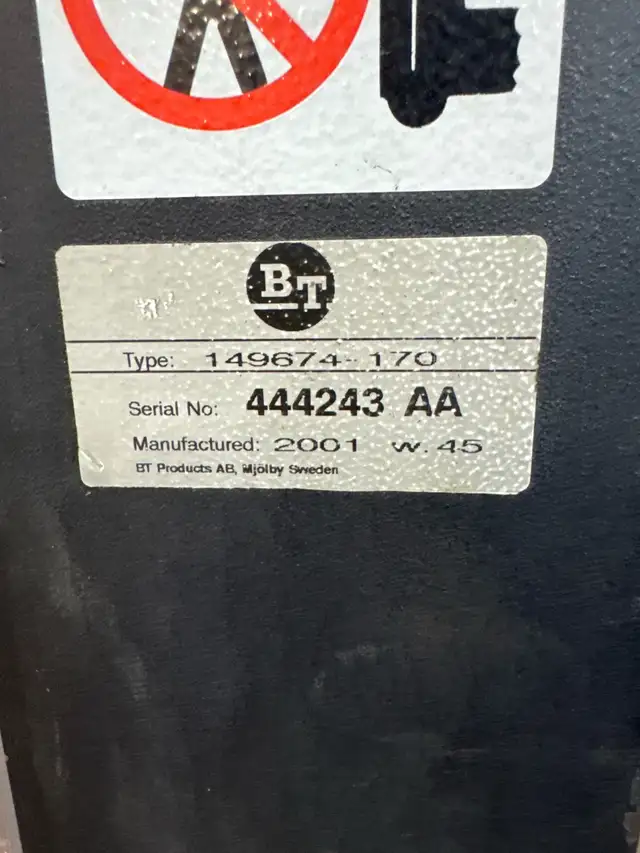 BT
Type: 149674-170
Serial No: 444243 AA
Manufactured: 2001 w.45
BT Products AB, Mjölby Sweden